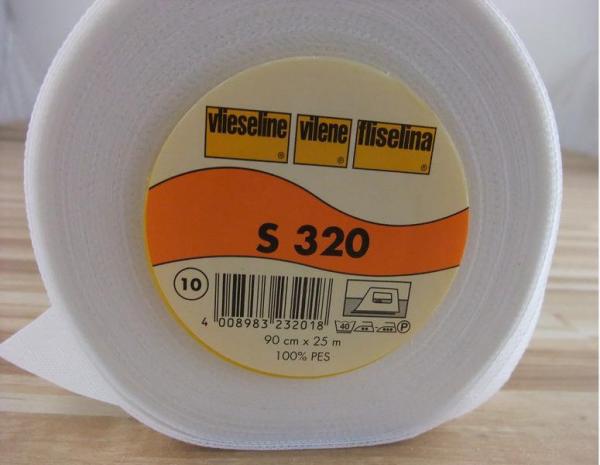 vlieseline ® vilene ® fliselina ®
S 320
10
4 008983 232018
40 P
90 cm x 25 m
100% PES